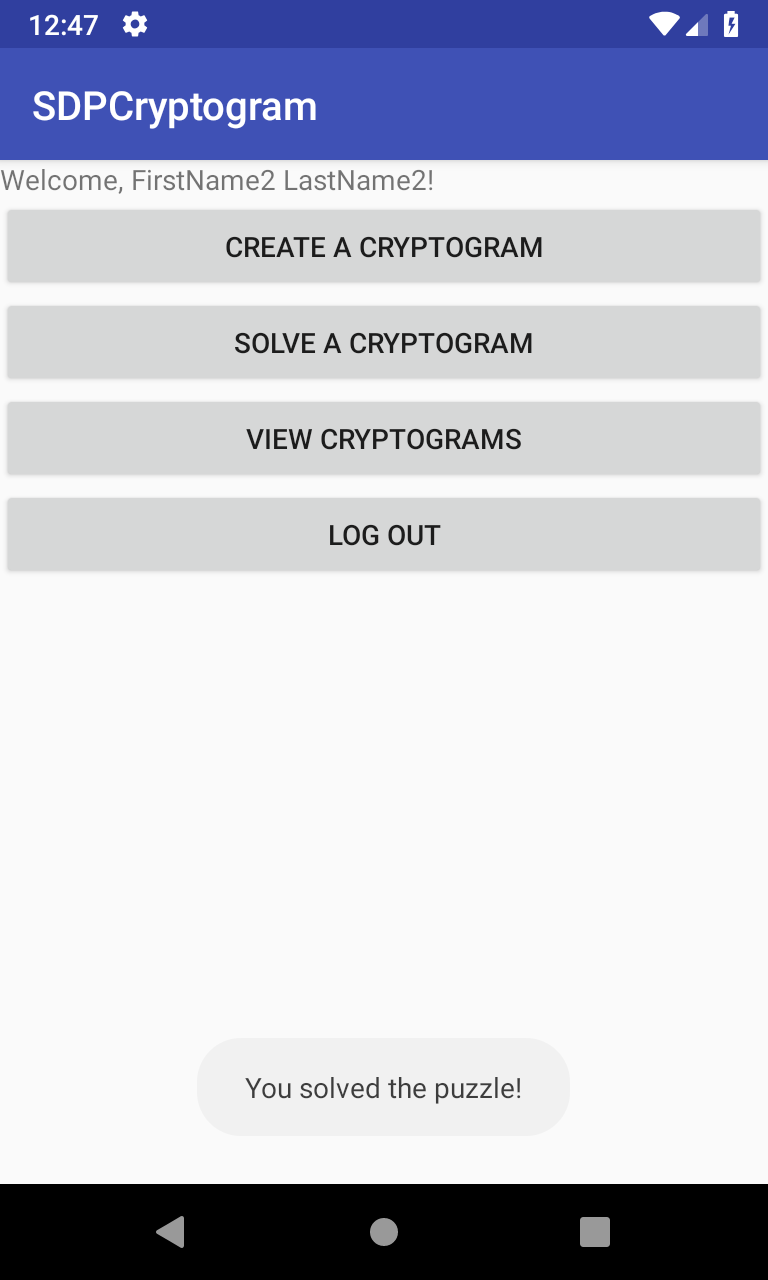 12:47
SDPCryptogram
Welcome, FirstName2 LastName2!
CREATE A CRYPTOGRAM
SOLVE A CRYPTOGRAM
VIEW CRYPTOGRAMS
LOG OUT
You solved the puzzle!